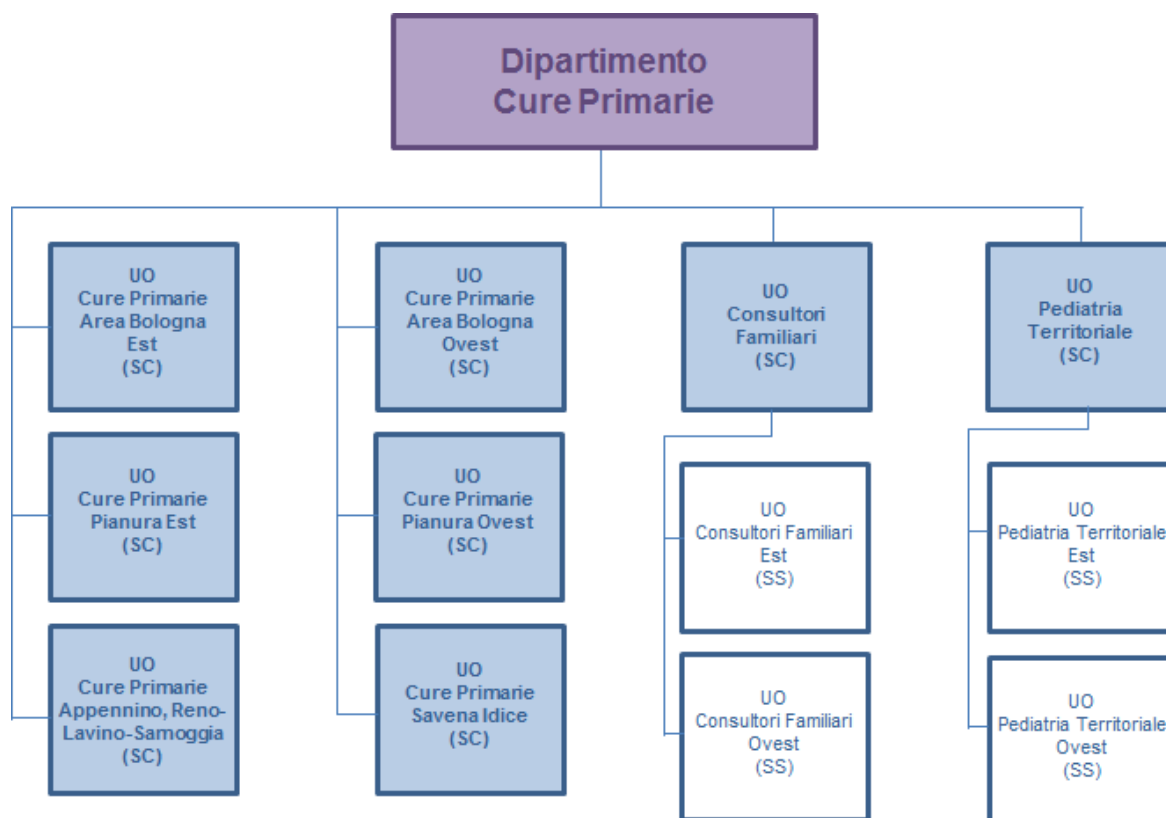 Dipartimento
Cure Primarie
UO
Cure Primarie
Area Bologna
Est
(SC)
UO
Cure Primarie
Area Bologna
Ovest
(SC)
UO
Consultori
Familiari
(SC)
UO
Pediatria
Territoriale
(SC)
UO
Cure Primarie
Pianura Est
(SC)
UO
Cure Primarie
Pianura Ovest
(SC)
UO
Consultori Familiari
Est
(SS)
UO
Pediatria Territoriale
Est
(SS)
UO
Cure Primarie
Appennino, Reno-
Lavino-Samoggia
(SC)
UO
Cure Primarie
Savena Idice
(SC)
UO
Consultori Familiari
Ovest
(SS)
UO
Pediatria Territoriale
Ovest
(SS)